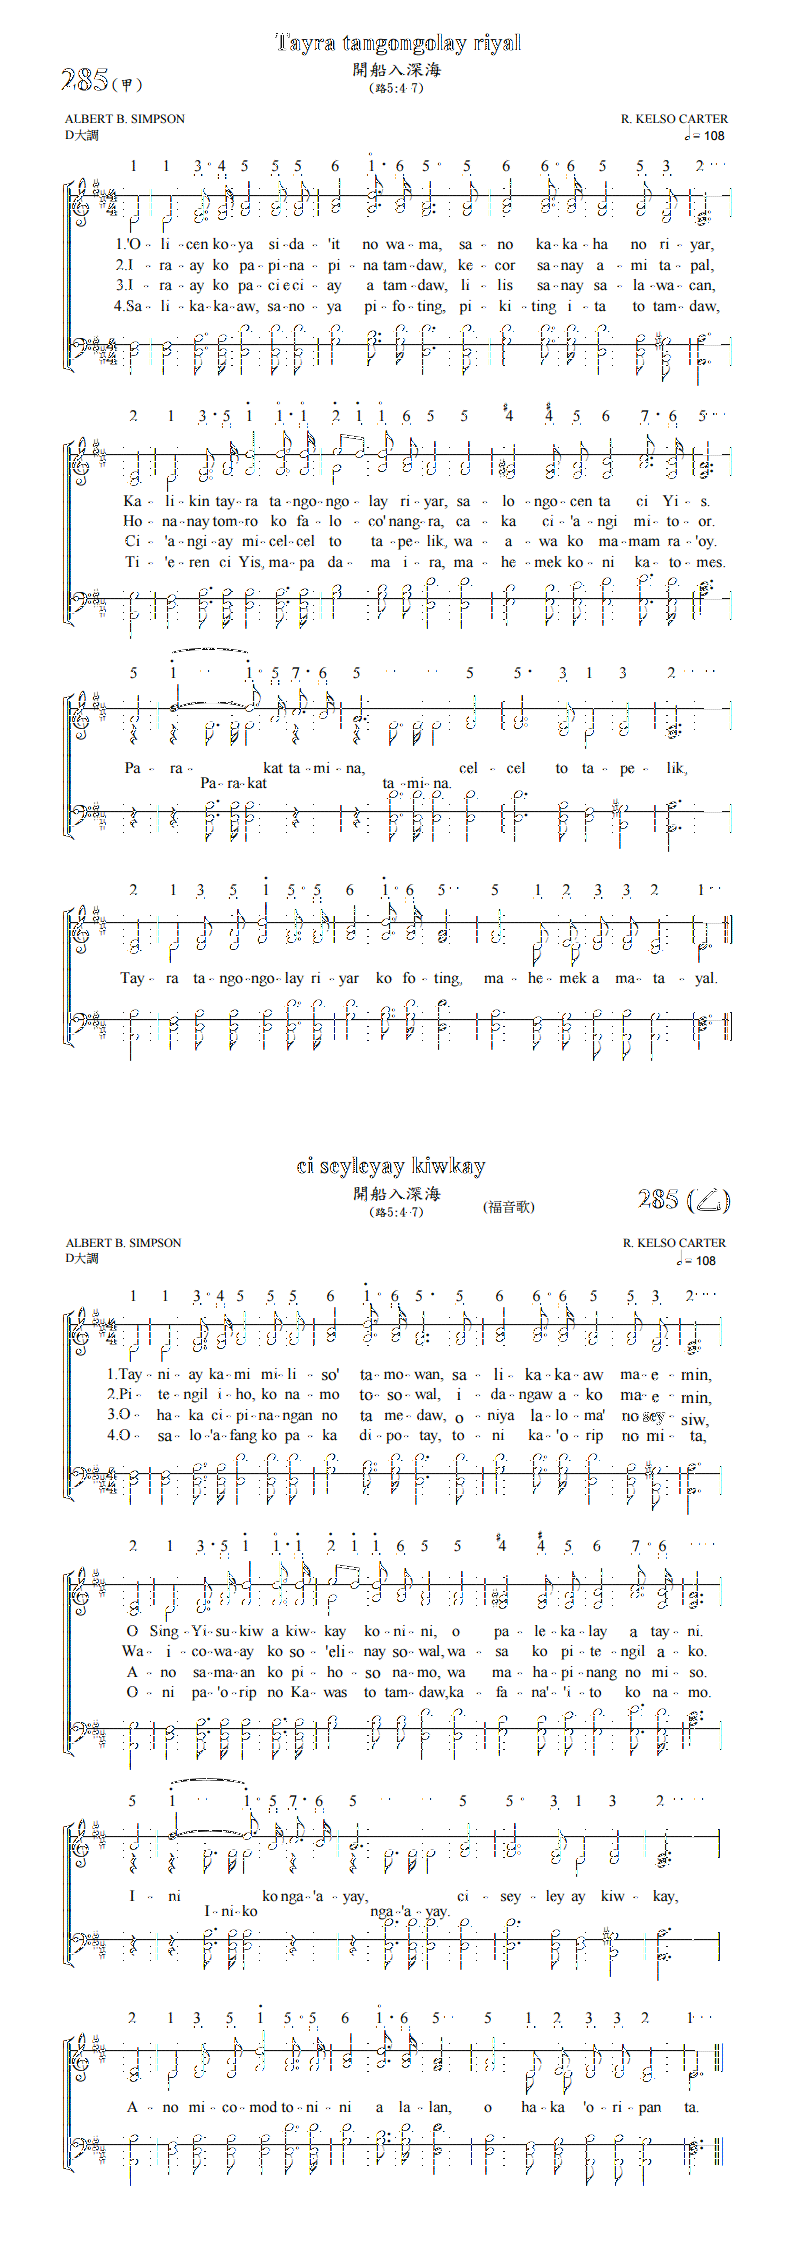 Tayra tangongolay riyal
開船入深海
285(甲)
(路5:4-7)
ALBERT B. SIMPSON R. KELSO CARTER
D大調 = 108
1 1 3 4 5 5 5 6 1 6 5 5 6 6 6 5 5 3 2
1.'O - li - cen ko - ya si - da - 'it no wa - ma, sa - no ka - ka - ha no ri - yar,
2.I - ra - ay ko pa - pi - na - pi - na tam - daw, ke - cor sa - nay a - mi ta - pal,
3.I - ra - ay ko pa - ci e ci - ay a tam - daw, li - lis sa - nay sa - la - wa - can,
4.Sa - li - ka - ka - aw, sa - no - ya pi - fo - ting, pi - ki - ting i - ta to tam - daw,
2 1 3 5 1 1 1 2 1 1 6 5 5 4 4 5 6 7 6 5
Ka - li - kin tay - ra ta - ngo - ngo - lay ri - yar, sa - lo - ngo - cen ta ci Yi - s.
Ho - na - nay tom - ro ko fa - lo - co' nang - ra, ca - ka ci - 'a - ngi mi - to - or.
Ci - 'a - ngi - ay mi - cel - cel to ta - pe - lik, wa - a - wa ko ma - mam ra - 'oy.
Ti - 'e - ren ci Yis, ma - pa da - ma i - ra, ma - he - mek ko - ni ka - to - mes.
5 1 1 5 7 6 5 5 5 3 1 3 2
Pa - ra - kat ta - mi - na, cel - cel to ta - pe - lik,
Pa - ra - kat ta - mi - na.
2 1 3 5 1 5 5 6 1 6 5 5 1 2 3 3 2 1
Tay - ra ta - ngo - ngo - lay ri - yar ko fo - ting, ma - he - mek a ma - ta - yal.
ci seyleyay kiwkay
開船入深海
(路5:4-7) (福音歌) 285 (乙)
ALBERT B. SIMPSON R. KELSO CARTER
D大調 = 108
1 1 3 4 5 5 5 6 1 6 5 5 6 6 6 5 5 3 2
1.Tay - ni - ay ka - mi mi - li - so' ta - mo - wan, sa - li - ka - ka - aw ma - e - min,
2.Pi - te - ngil i - ho, ko na - mo to - so - wal, i - da - ngaw a - ko ma - e - min,
3.O - ha - ka ci - pi - na - ngan no ta me - daw, o - niya la - lo - ma' no sey - siw,
4.O - sa - lo - 'a - fang ko pa - ka di - po - tay, to - ni ka - 'o - rip no mi - ta,
2 1 3 5 1 1 1 2 1 1 6 5 5 4 4 5 6 7 6
O Sing - Yi - su - kiw a kiw - kay ko - ni - ni, o pa - le - ka - lay a tay - ni.
Wa - i - co - wa - ay ko so - 'e li - nay so - wal, wa - sa ko pi - te - ngil a - ko.
A - no sa - ma - an ko pi - ho - so na - mo, wa ma - ha - pi - nang no mi - so.
O - ni pa - 'o - rip no Ka - was to tam - daw, ka - fa - na' - 'i - to ko na - mo.
5 1 1 5 7 6 5 5 5 3 1 3 2
I - ni ko nga - 'a - yay, ci - sey - ley ay kiw - kay,
I - ni - ko nga - 'a - yay.
2 1 3 5 1 5 5 6 1 6 5 5 1 2 3 3 2 1
A - no mi - co - mod to - ni - ni a la - lan, o ha - ka 'o - ri - pan ta.